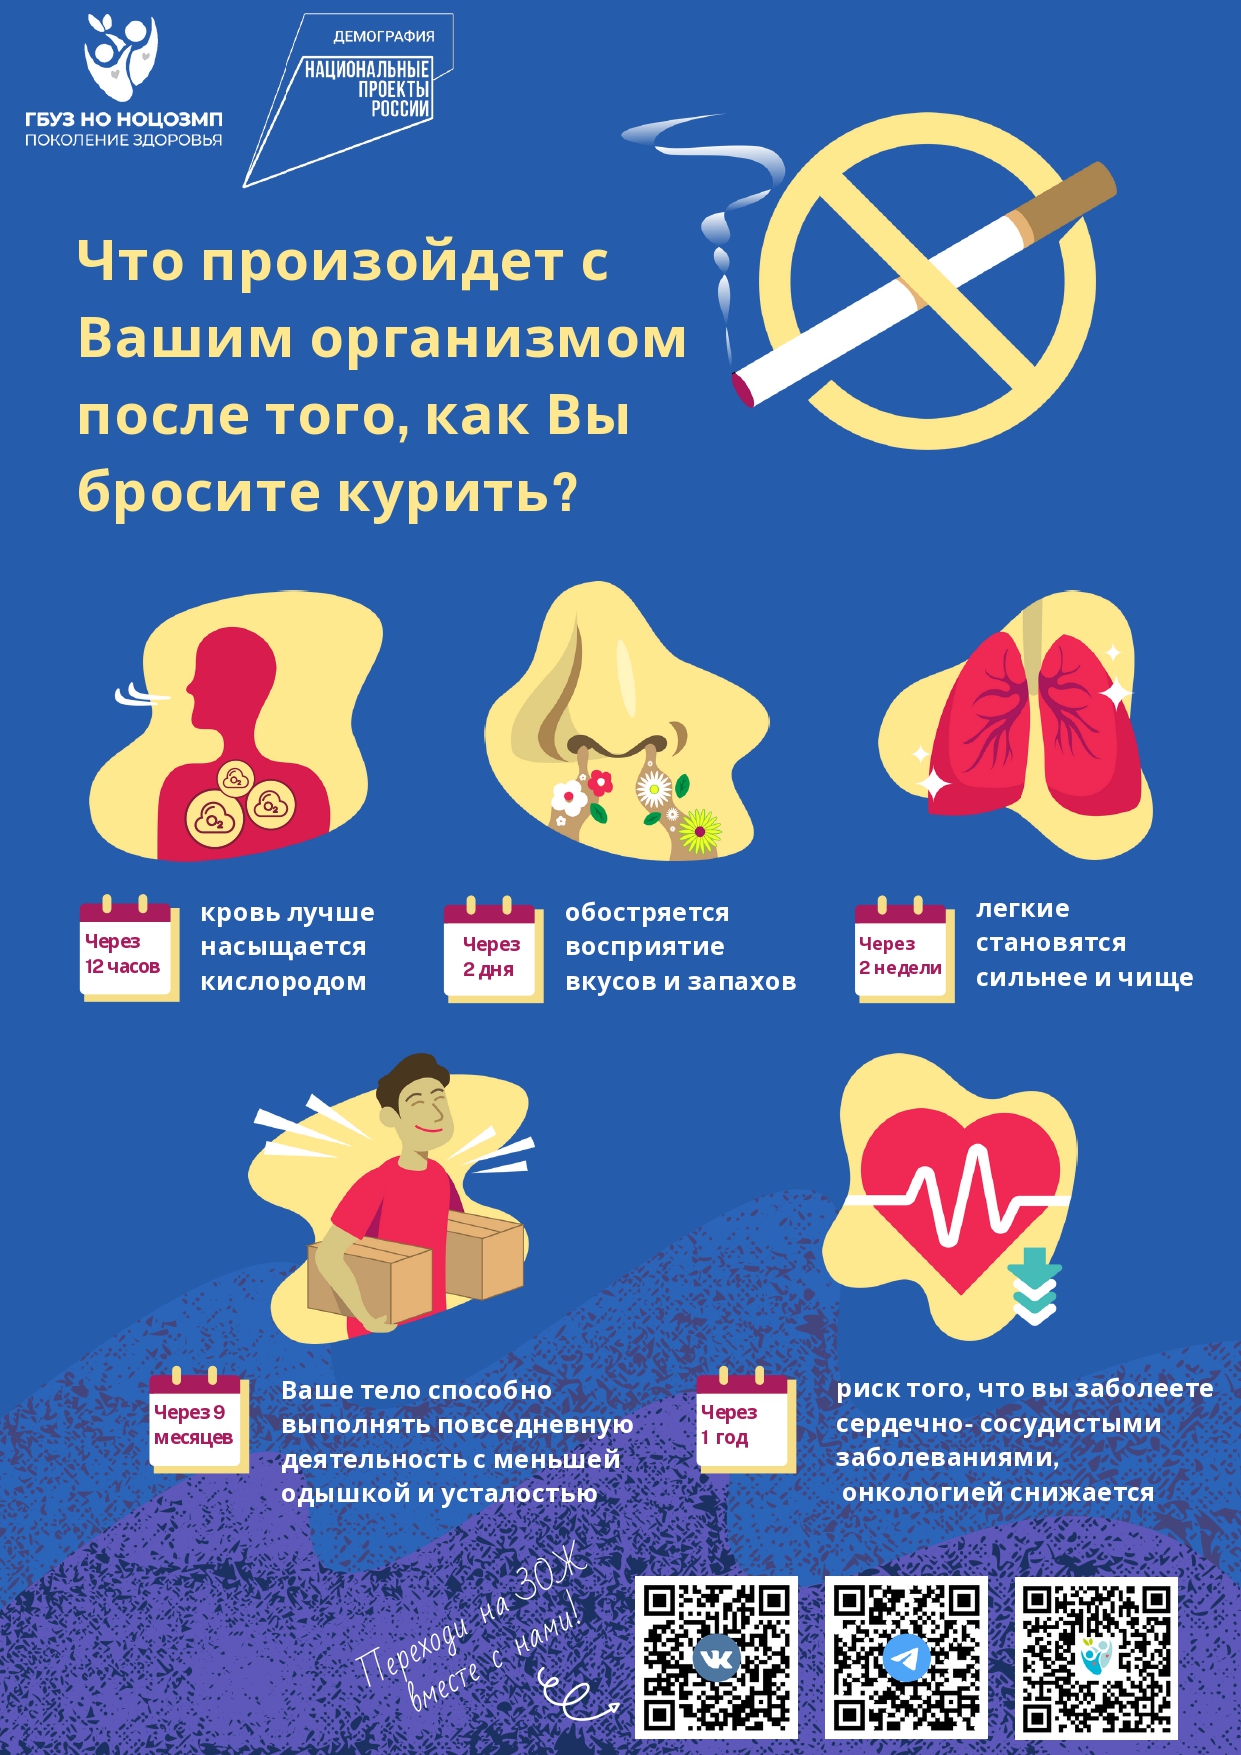 ГБУЗ НО НОЦОЗМП
ПОКОЛЕНИЕ ЗДОРОВЬЯ
ДЕМОГРАФИЯ
НАЦИОНАЛЬНЫЕ
ПРОЕКТЫ
РОССИИ
Что произойдет с
Вашим организмом
после того, как Вы
бросите курить?
O₂
O₂
O₂
Через
12 часов
кровь лучше
насыщается
кислородом
Через
2 дня
обостряется
восприятие
вкусов и запахов
Через
2 недели
легкие
становятся
сильнее и чище
Через 9
месяцев
Ваше тело способно
выполнять повседневную
деятельность с меньшей
одышкой и усталостью
Через
1 год
риск того, что вы заболеете
сердечно- сосудистыми
заболеваниями,
онкологией снижается
Переходи на ЗОЖ
вместе с нами!